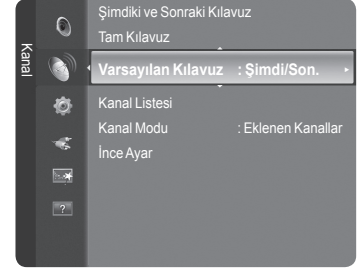 Kanal
Şimdiki ve Sonraki Kılavuz
Tam Kılavuz
Varsayılan Kılavuz : Şimdi/Son.
Kanal Listesi
Kanal Modu : Eklenen Kanallar
İnce Ayar
?